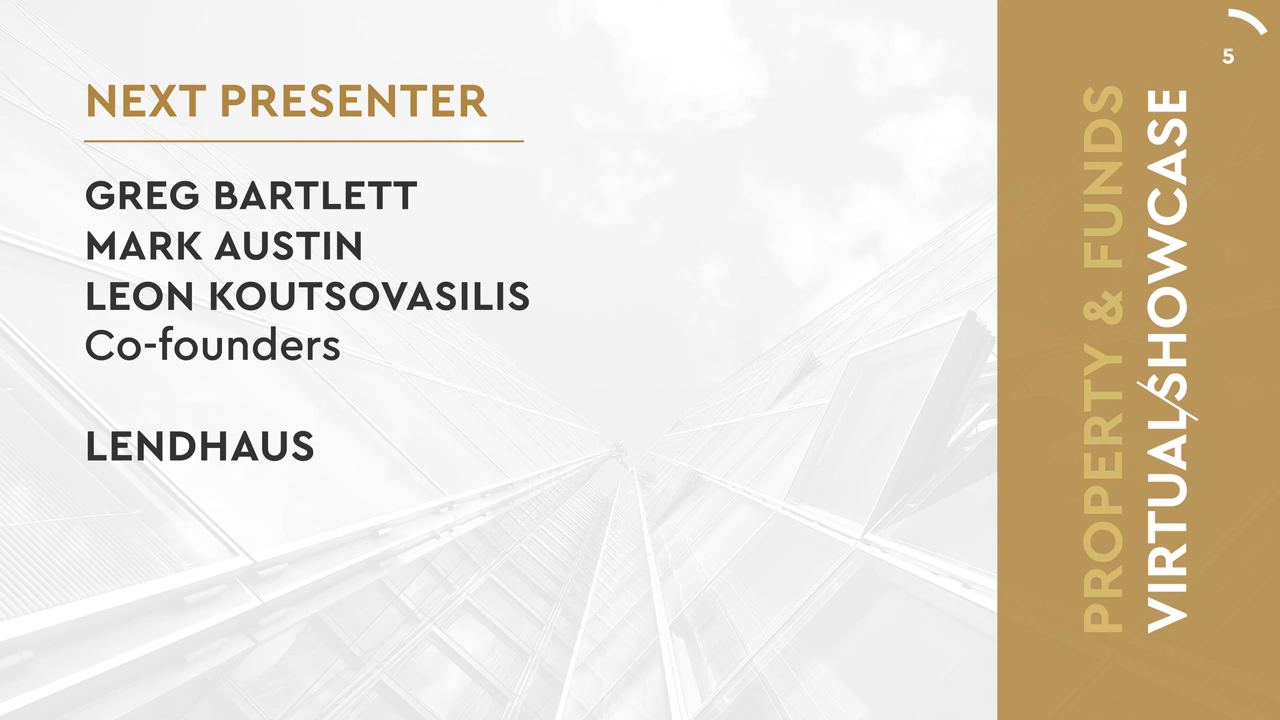 NEXT PRESENTER
GREG BARTLETT
MARK AUSTIN
LEON KOUTSOVASILIS
Co-founders
LENDHAUS
5
PROPERTY & FUNDS
VIRTUAL/SHOWCASE